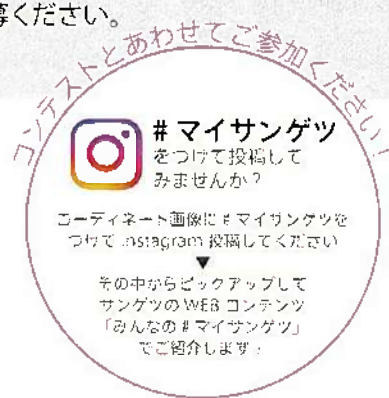 募ください。
コンテストとあわせてご参加ください！
#マイサンゲツ
をつけて投稿して
みませんか？
コーディネート画像に#マイサンゲツを
つけて Instagram 投稿してください
▼
その中からピックアップして
サンゲツの WEB コンテンツ
「みんなの#マイサンゲツ」
でご紹介します！